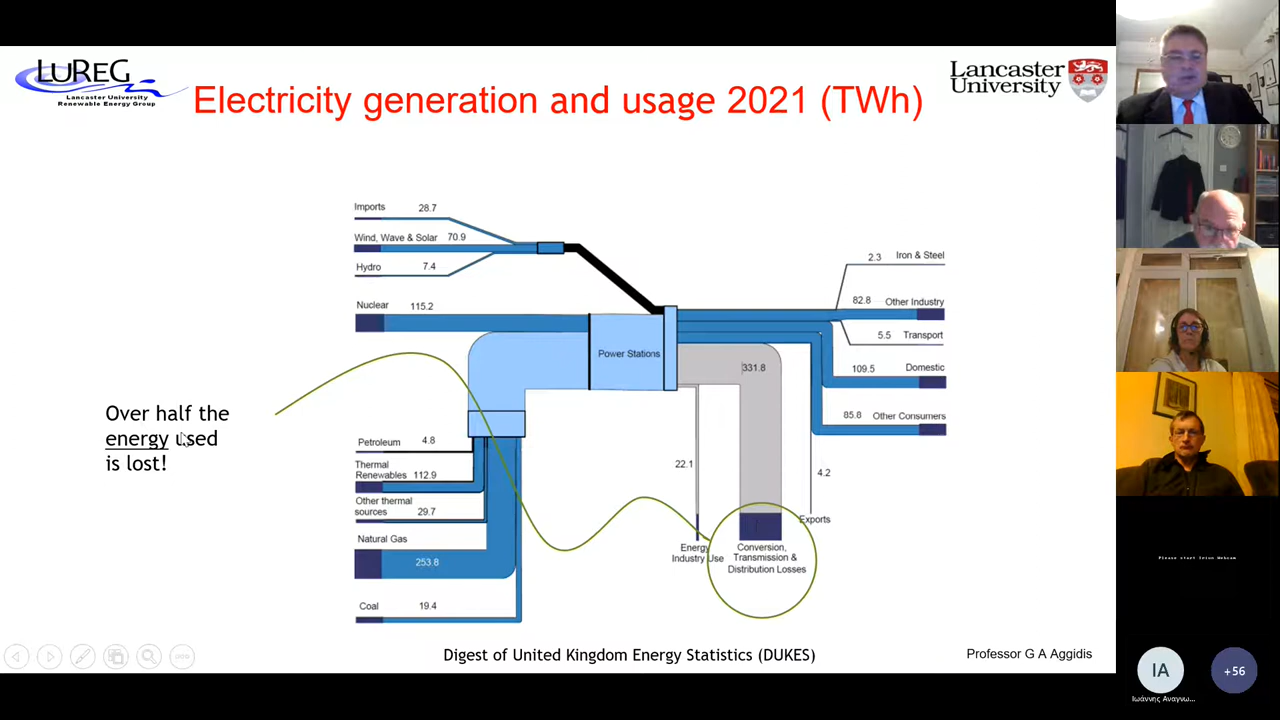 LUREG
Lancaster University
Renewable Energy Group
Electricity generation and usage 2021 (TWh)
Lancaster
University
Imports 28.7
Wind, Wave & Solar 70.9
Hydro 7.4
Nuclear 115.2
Power Stations
2.3 Iron & Steel
82.8 Other Industry
5.5 Transport
331.8
109.5 Domestic
85.8 Other Consumers
Over half the
energy used
is lost!
Petroleum 4.8
Thermal
Renewables 112.9
Other thermal
sources 29.7
Natural Gas
253.8
Coal 19.4
22.1
4.2
Exports
Energy
Industry Use
Conversion,
Transmission &
Distribution Losses
Digest of United Kingdom Energy Statistics (DUKES)
Professor G A Aggidis
Please start Iriun Webcam
IA
+56
Ιωάννης Αναγνω...